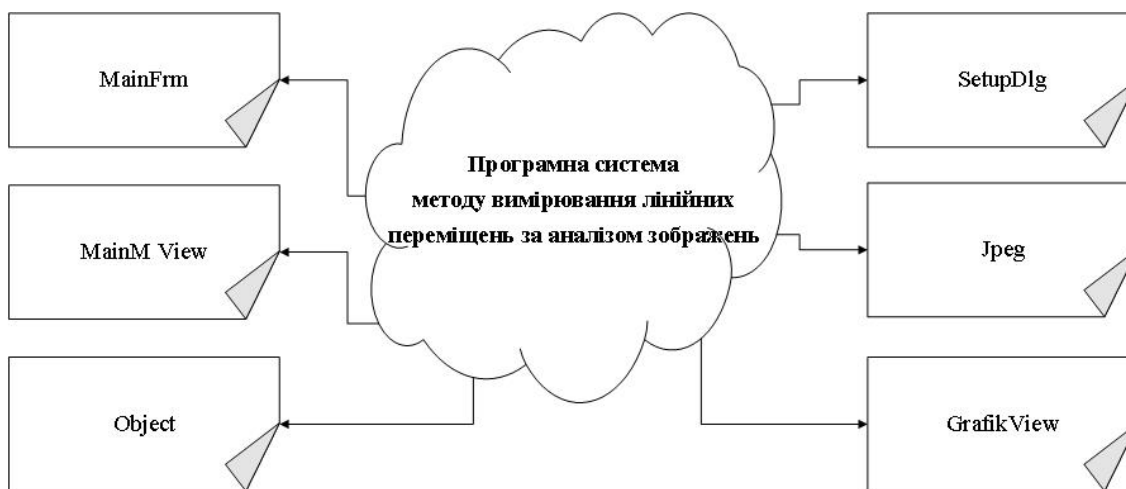 MainFrm
MainM View
Object
Програмна система
методу вимірювання лінійних
переміщень за аналізом зображень
SetupDlg
Jpeg
GrafikView